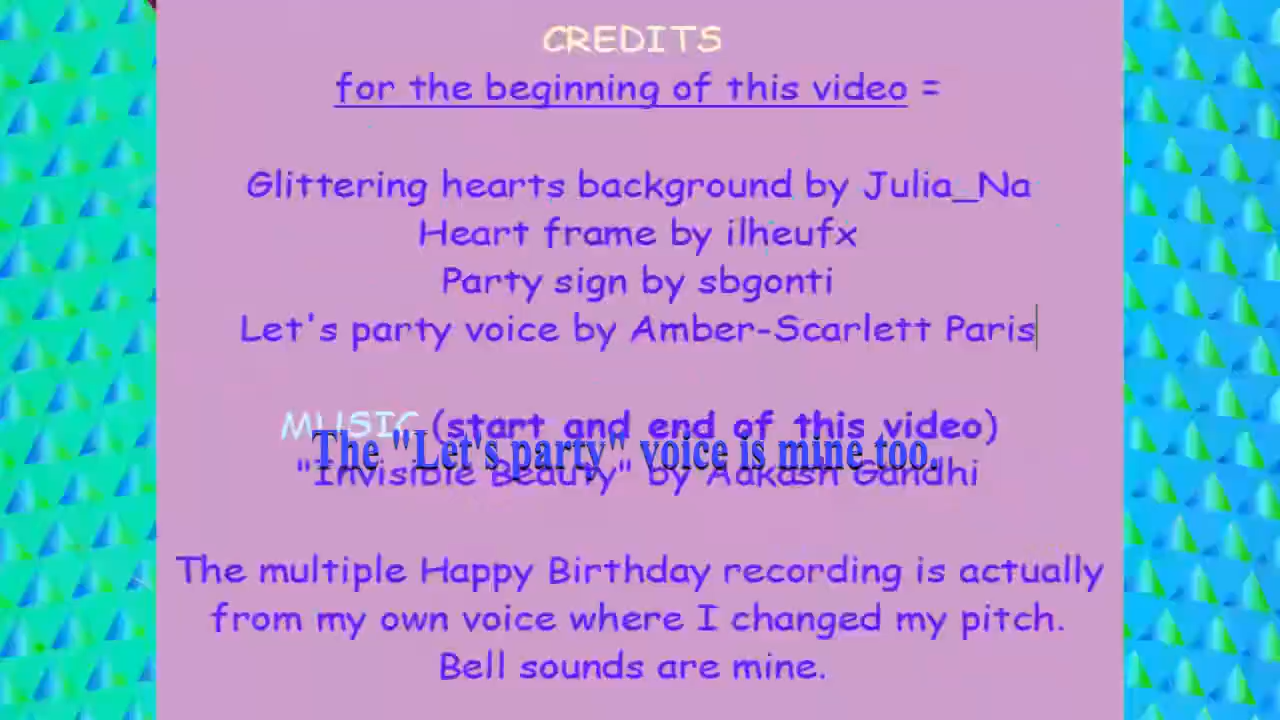 CREDITS
for the beginning of this video =
Glittering hearts background by Julia_Na
Heart frame by ilheufx
Party sign by sbgonti
Let's party voice by Amber-Scarlett Paris
MUSIC (start and end of this video)
The "Let's party" voice is mine too.
"Invisible Beauty" by Aakash Gandhi
The multiple Happy Birthday recording is actually
from my own voice where I changed my pitch.
Bell sounds are mine.